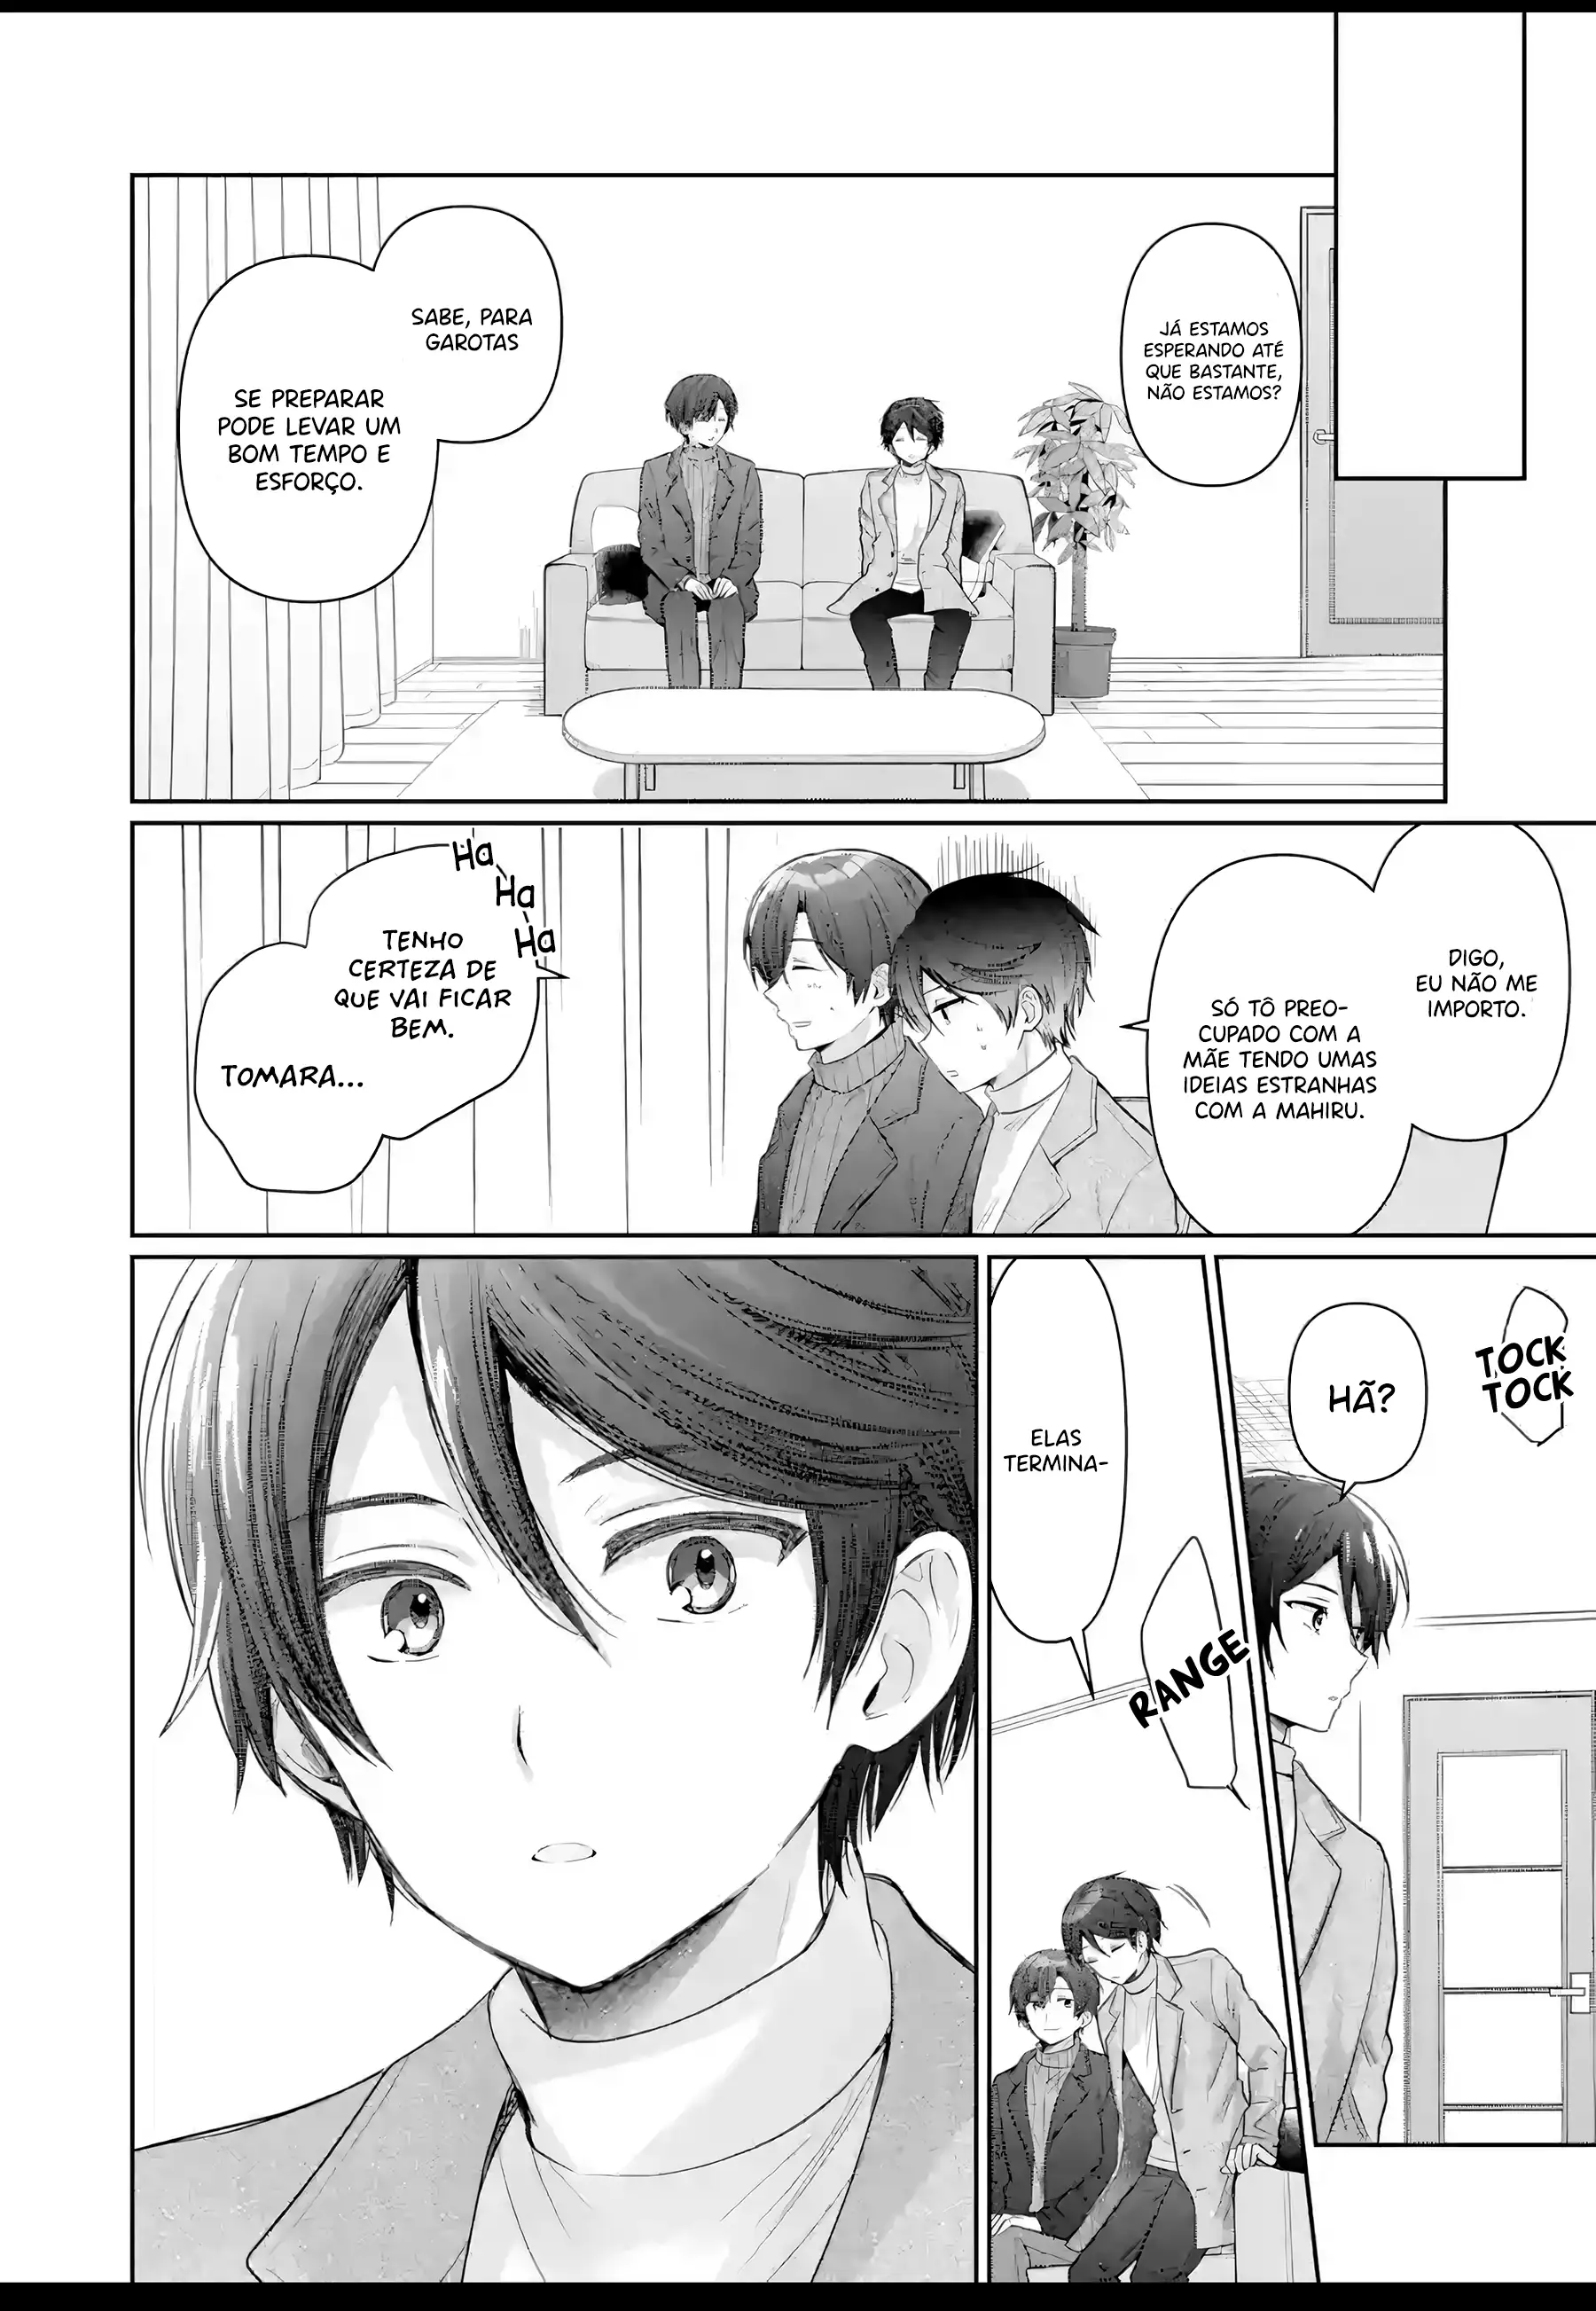 JÁ ESTAMOS
ESPERANDO ATÉ
QUE BASTANTE,
NÃO ESTAMOS?
SABE, PARA
GAROTAS
SE PREPARAR
PODE LEVAR UM
BOM TEMPO E
ESFORÇO.
DIGO,
EU NÃO ME
IMPORTO.
SÓ TÔ PREO-
CUPADO COM A
MÃE TENDO UMAS
IDEIAS ESTRANHAS
COM A MAHIRU.
Ha
Ha
Ha
TENHO
CERTEZA DE
QUE VAI FICAR
BEM.
TOMARA...
TOCK
TOCK
HÃ?
ELAS
TERMINA-
RANGE